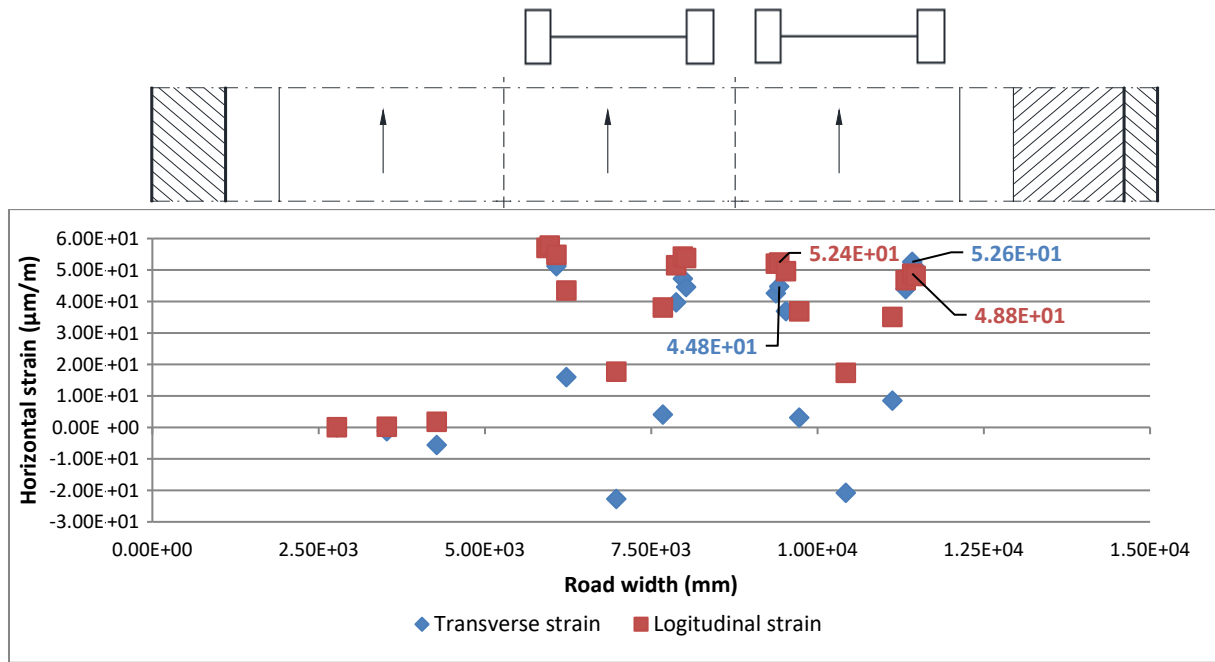 6.00E+01
5.00E+01
4.00E+01
3.00E+01
2.00E+01
1.00E+01
0.00E+00
-1.00E+01
-2.00E+01
-3.00E+01
Horizontal strain (μm/m)
5.24E+01
5.26E+01
4.88E+01
4.48E+01
0.00E+00
2.50E+03
5.00E+03
7.50E+03
1.00E+04
1.25E+04
1.50E+04
Road width (mm)
Transverse strain
Logitudinal strain